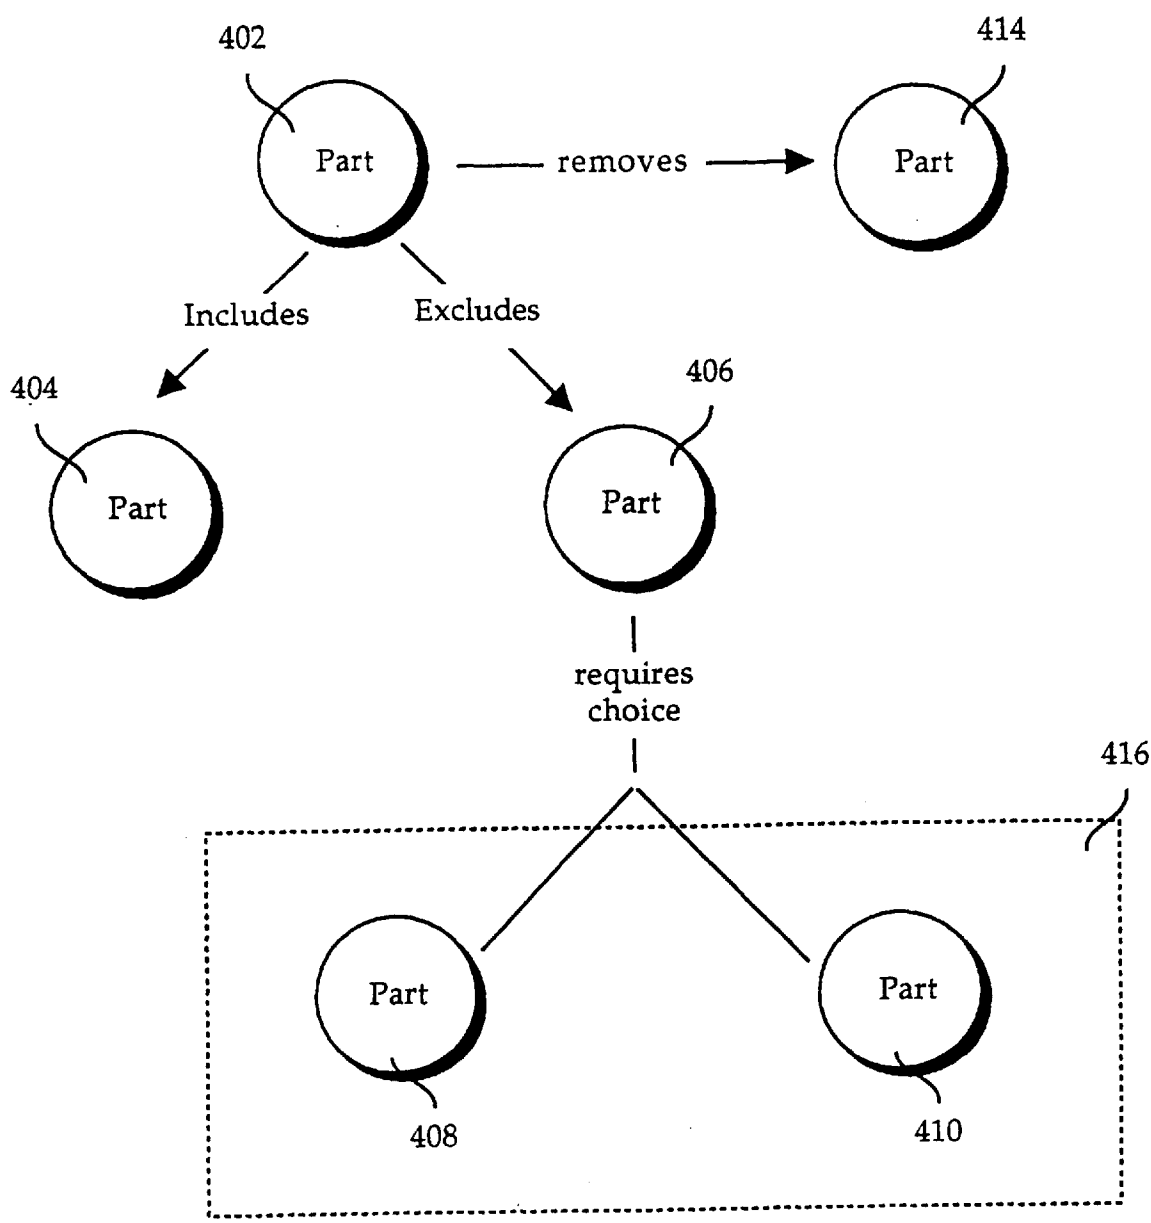 402
414
Part
removes
Part
Includes
Excludes
404
406
Part
Part
requires
choice
416
Part
Part
408
410